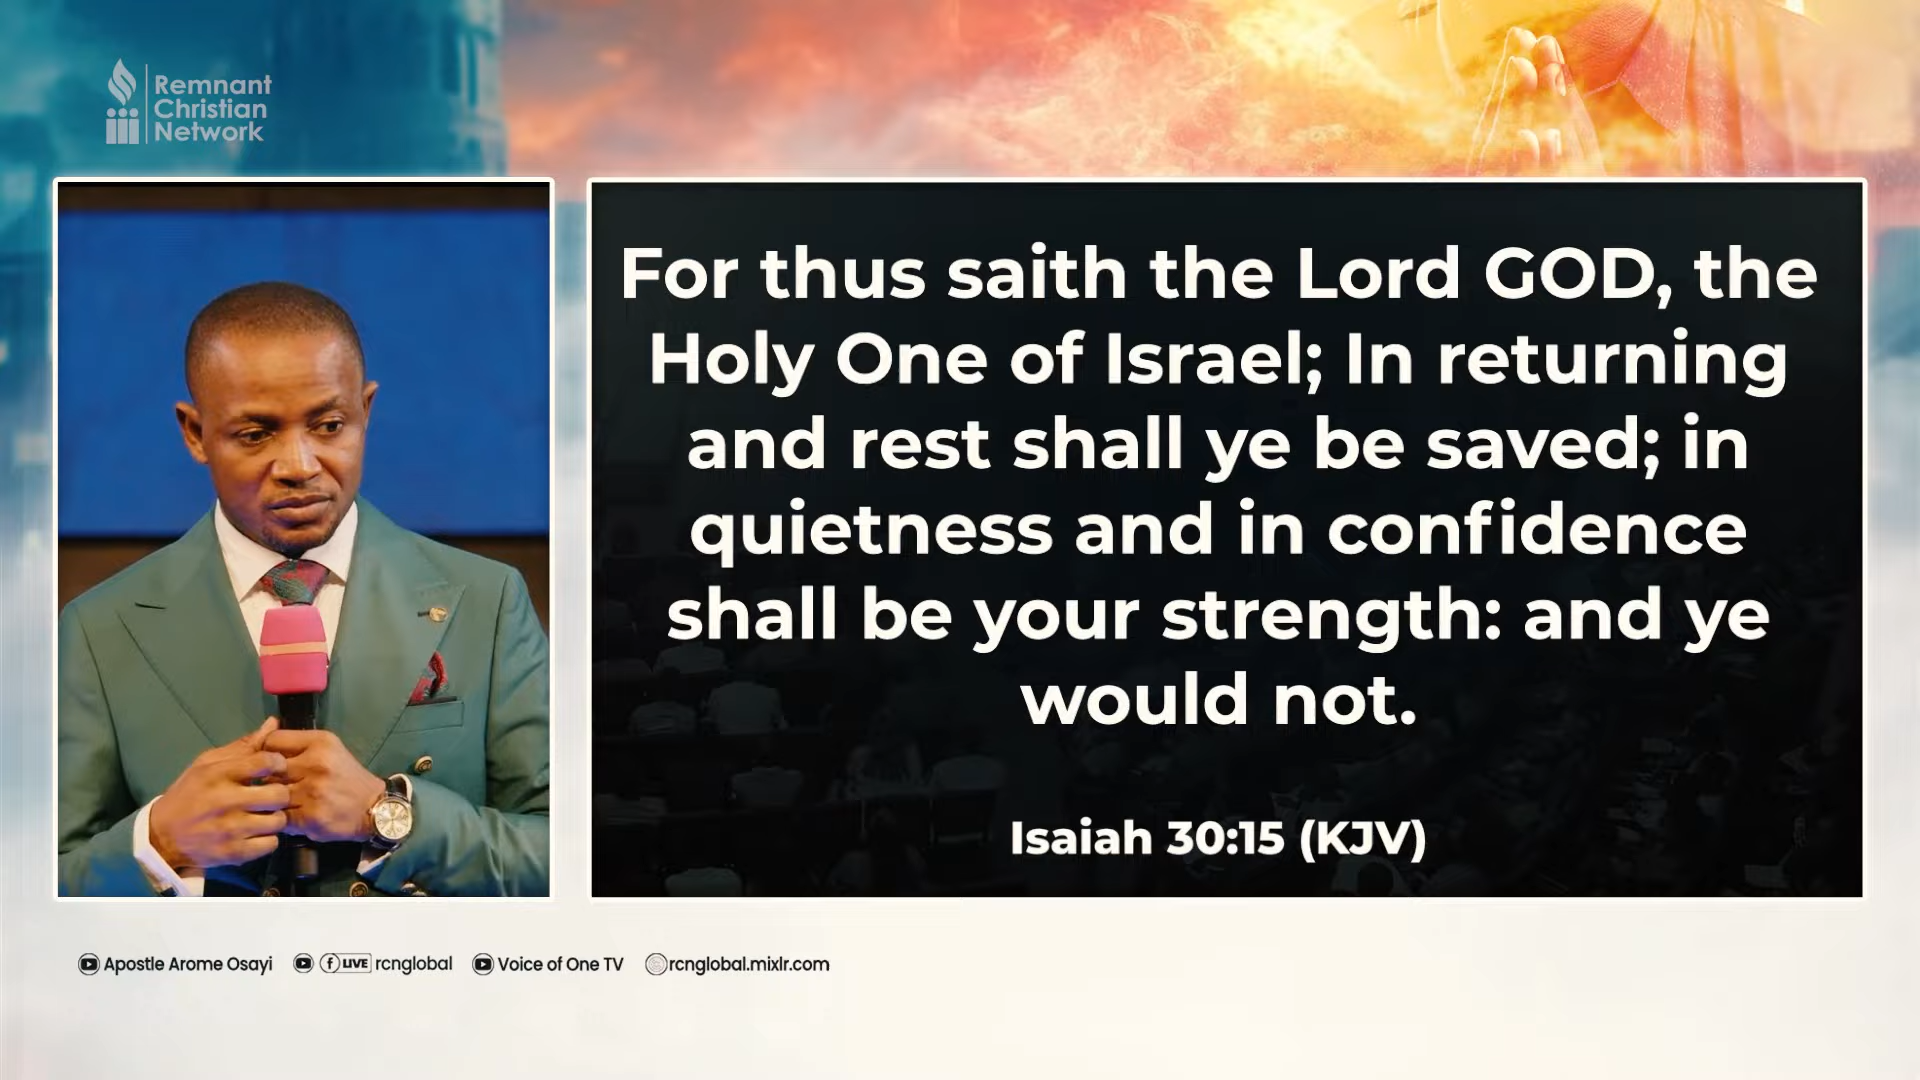 Remnant
Christian
Network
For thus saith the Lord GOD, the
Holy One of Israel; In returning
and rest shall ye be saved; in
quietness and in confidence
shall be your strength: and ye
would not.
Isaiah 30:15 (KJV)
Apostle Arome Osayi f LIVE rcnglobal Voice of One TV rcnglobal.mixlr.com